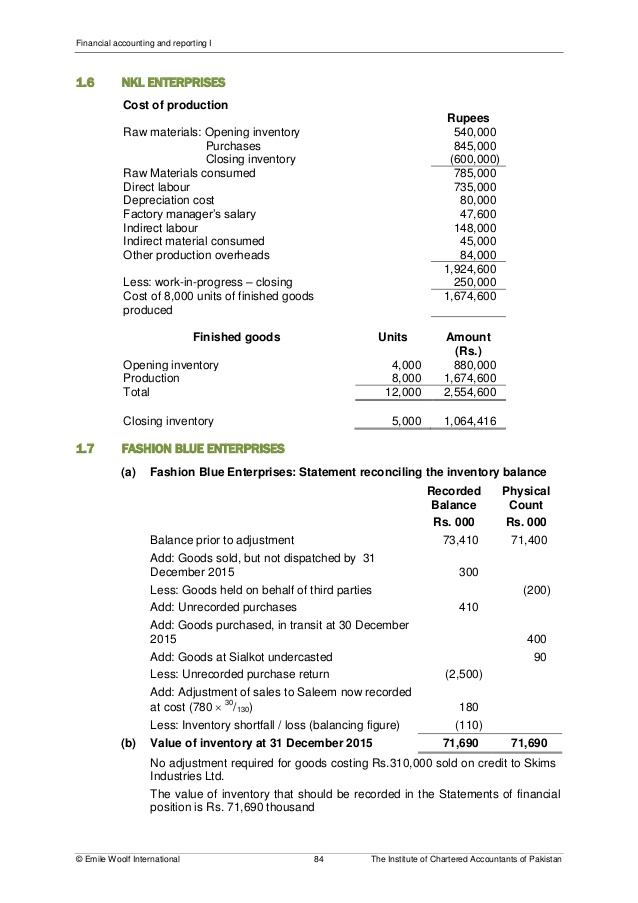 Financial accounting and reporting I
1.6 NKL ENTERPRISES
Cost of production
Rupees
Raw materials: Opening inventory 540,000
Purchases 845,000
Closing inventory (600,000)
Raw Materials consumed 785,000
Direct labour 735,000
Depreciation cost 80,000
Factory manager's salary 47,600
Indirect labour 148,000
Indirect material consumed 45,000
Other production overheads 84,000
1,924,600
Less: work-in-progress – closing 250,000
Cost of 8,000 units of finished goods 1,674,600
produced
Finished goods Units Amount
(Rs.)
Opening inventory 4,000 880,000
Production 8,000 1,674,600
Total 12,000 2,554,600
Closing inventory 5,000 1,064,416
1.7 FASHION BLUE ENTERPRISES
(a) Fashion Blue Enterprises: Statement reconciling the inventory balance
Recorded Physical
Balance Count
Rs. 000 Rs. 000
Balance prior to adjustment 73,410 71,400
Add: Goods sold, but not dispatched by 31
December 2015 300
Less: Goods held on behalf of third parties (200)
Add: Unrecorded purchases 410
Add: Goods purchased, in transit at 30 December
2015 400
Add: Goods at Sialkot undercasted 90
Less: Unrecorded purchase return (2,500)
Add: Adjustment of sales to Saleem now recorded
at cost (780 × 30/130) 180
Less: Inventory shortfall / loss (balancing figure) (110)
(b) Value of inventory at 31 December 2015 71,690 71,690
No adjustment required for goods costing Rs.310,000 sold on credit to Skims
Industries Ltd.
The value of inventory that should be recorded in the Statements of financial
position is Rs. 71,690 thousand
© Emile Woolf International 84 The Institute of Chartered Accountants of Pakistan